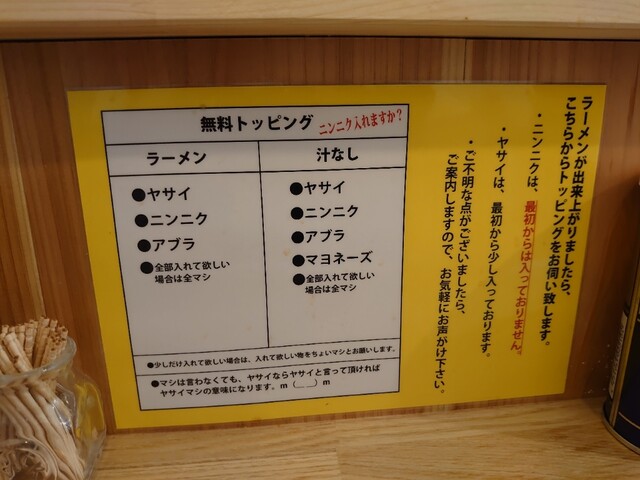 ラーメンが出来上がりましたら、
こちらからトッピングをお伺い致します。
・ニンニクは、最初からは入っておりません。
・ヤサイは、最初から少し入っております。
・ご不明な点がございましたら、
ご案内しますので、お気軽にお声がけ下さい。
無料トッピング ニンニク入れますか？
ラーメン
●ヤサイ
●ニンニク
●アブラ
●全部入れて欲しい
場合は全マシ
汁なし
●ヤサイ
●ニンニク
●アブラ
●マヨネーズ
●全部入れて欲しい
場合は全マシ
●少しだけ入れて欲しい場合は、入れて欲しい物をちょいマシとお願いします。
●マシは言わなくても、ヤサイならヤサイと言って頂ければ
ヤサイマシの意味になります。m（__）m